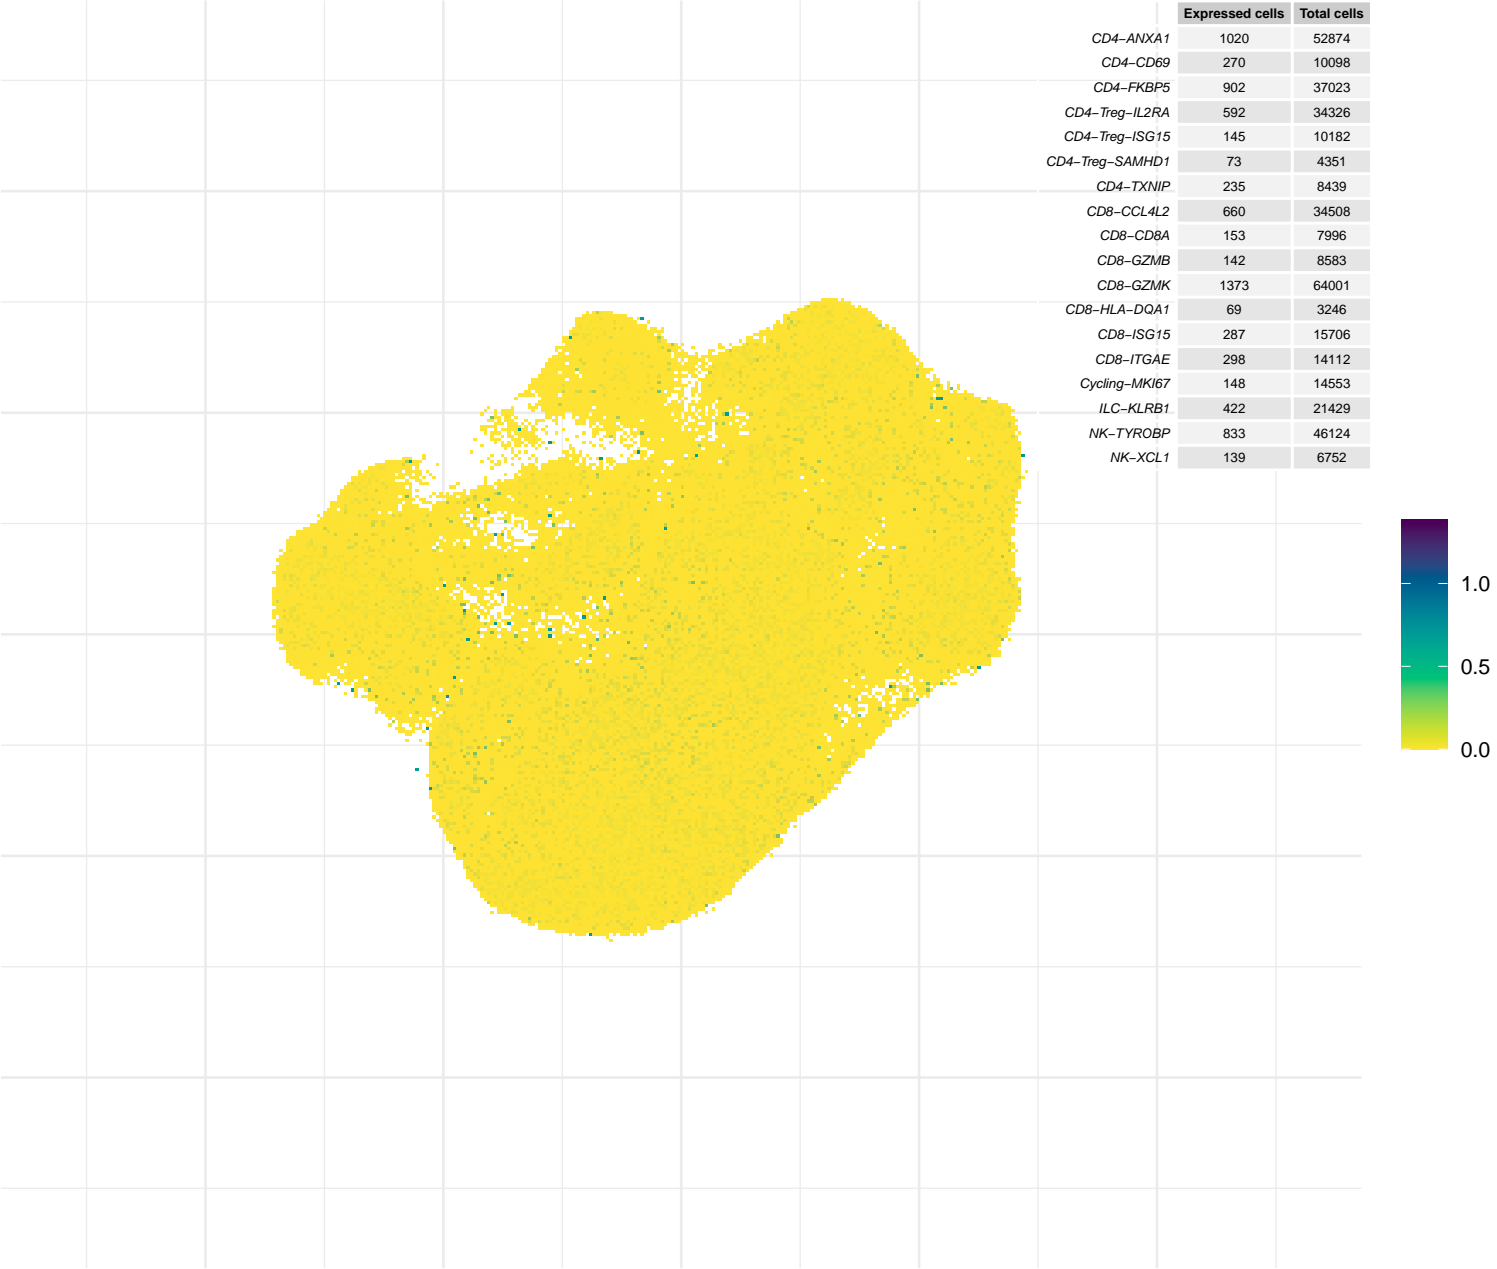 Expressed cells Total cells
CD4−ANXA1 1020 52874
CD4−CD69 270 10098
CD4−FKBP5 902 37023
CD4−Treg−IL2RA 592 34326
CD4−Treg−ISG15 145 10182
CD4−Treg−SAMHD1 73 4351
CD4−TXNIP 235 8439
CD8−CCL4L2 660 34508
CD8−CD8A 153 7996
CD8−GZMB 142 8583
CD8−GZMK 1373 64001
CD8−HLA−DQA1 69 3246
CD8−ISG15 287 15706
CD8−ITGAE 298 14112
Cycling−MKI67 148 14553
ILC−KLRB1 422 21429
NK−TYROBP 833 46124
NK−XCL1 139 6752
1.0
0.5
0.0